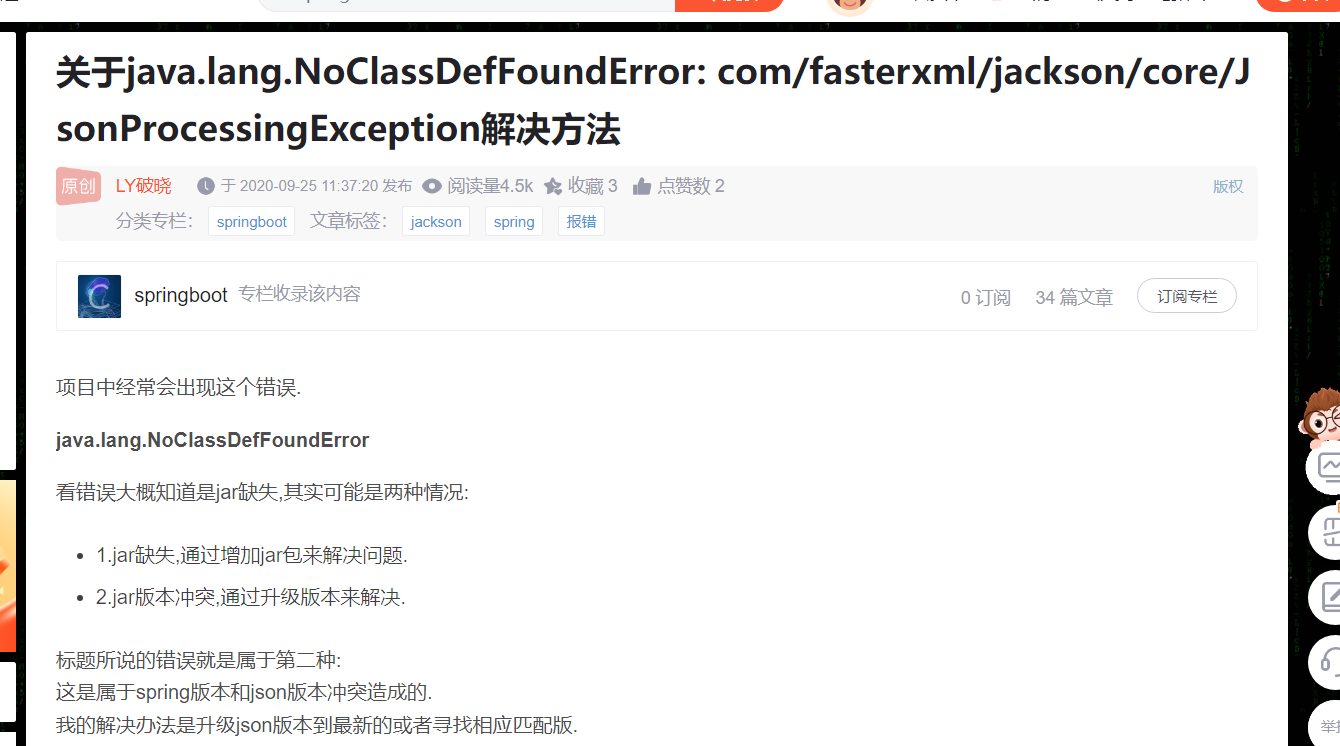 关于java.lang.NoClassDefFoundError: com/fasterxml/jackson/core/J
sonProcessingException解决方法
原创 LY破晓 于 2020-09-25 11:37:20 发布 阅读量4.5k 收藏 3 点赞数 2 版权
分类专栏： springboot 文章标签： jackson spring 报错
springboot 专栏收录该内容 0 订阅 34 篇文章 订阅专栏
项目中经常会出现这个错误.
java.lang.NoClassDefFoundError
看错误大概知道是jar缺失,其实可能是两种情况:
1.jar缺失,通过增加jar包来解决问题.
2.jar版本冲突,通过升级版本来解决.
标题所说的错误就是属于第二种:
这是属于spring版本和json版本冲突造成的.
我的解决办法是升级json版本到最新的或者寻找相应匹配版.